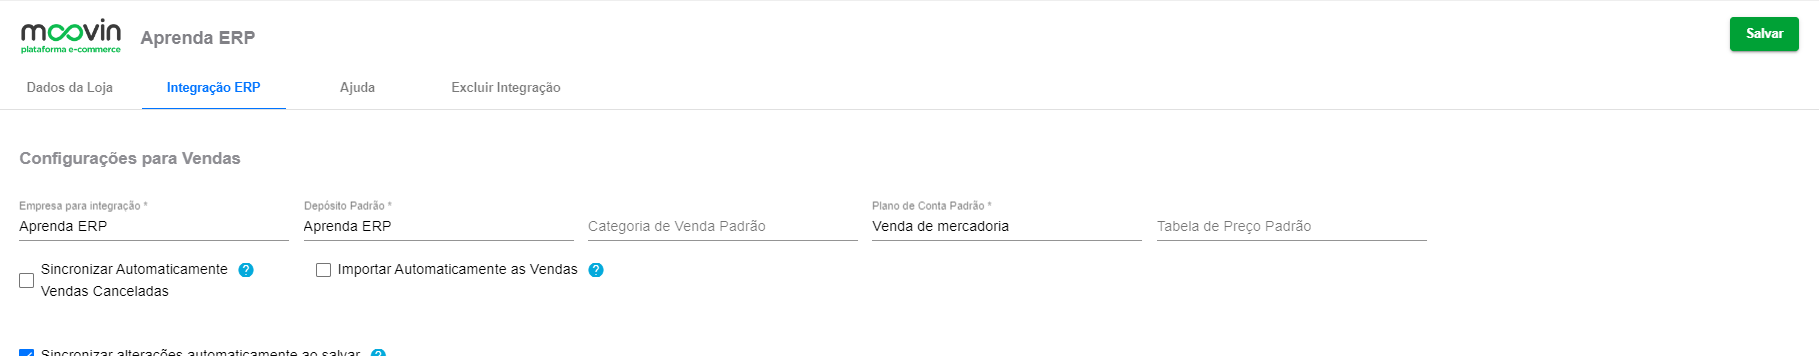 moovin
plataforma e-commerce
Aprenda ERP
Salvar
Dados da Loja
Integração ERP
Ajuda
Excluir Integração
Configurações para Vendas
Empresa para integração *
Aprenda ERP
Depósito Padrão *
Aprenda ERP
Categoria de Venda Padrão
Plano de Conta Padrão *
Venda de mercadoria
Tabela de Preço Padrão
Sincronizar Automaticamente
Vendas Canceladas
?
Importar Automaticamente as Vendas ?
Sincronizar alterações automaticamente ao salvar ?